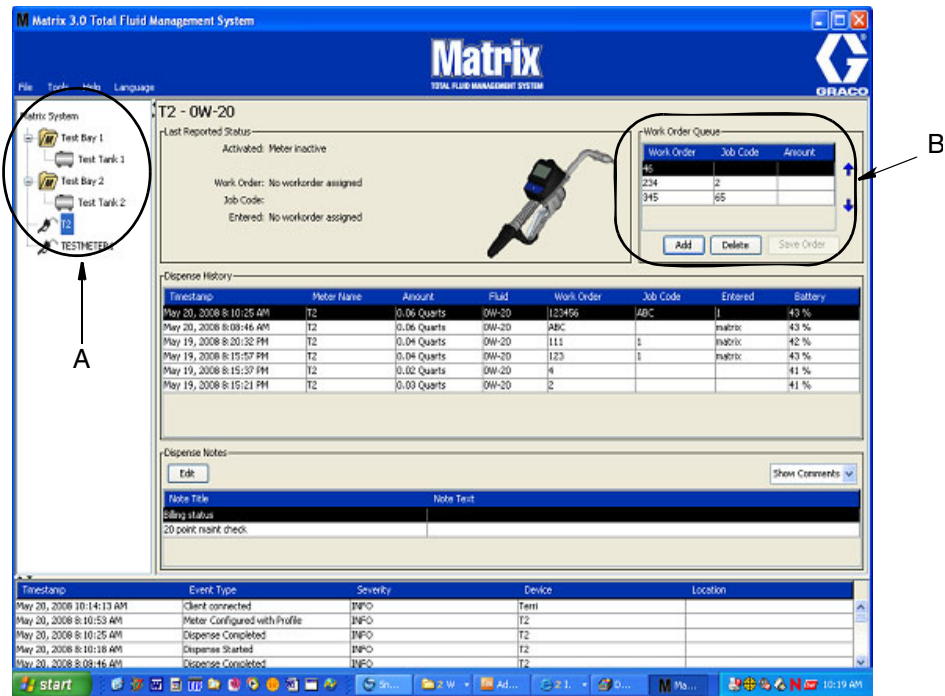 Matrix 3.0 Total Fluid Management System
Matrix
TOTAL FLUID MANAGEMENT SYSTEM
GRACO
File Tools Help Language
Matrix System
Test Bay 1
Test Tank 1
Test Bay 2
Test Tank 2
T2
TESTMETER1
A
T2 - 0W-20
Last Reported Status
Activated: Meter inactive
Work Order: No workorder assigned
Job Code:
Entered: No workorder assigned
Work Order Queue
Work Order Job Code Amount
46
234 2
345 65
Add Delete Save Order
B
Dispense History
Timestamp Meter Name Amount Fluid Work Order Job Code Entered Battery
May 20, 2008 8:10:25 AM T2 0.06 Quarts 0W-20 123456 ABC 1 43 %
May 20, 2008 8:08:46 AM T2 0.06 Quarts 0W-20 ABC matrix 43 %
May 19, 2008 8:20:32 PM T2 0.04 Quarts 0W-20 111 1 matrix 42 %
May 19, 2008 8:15:57 PM T2 0.04 Quarts 0W-20 123 1 matrix 43 %
May 19, 2008 8:15:37 PM T2 0.02 Quarts 0W-20 4 41 %
May 19, 2008 8:15:21 PM T2 0.03 Quarts 0W-20 2 41 %
Dispense Notes
Edit Show Comments
Note Title Note Text
Billing status
20 point maint check
Timestamp Event Type Severity Device Location
May 20, 2008 10:14:13 AM Client connected INFO Terri
May 20, 2008 8:10:53 AM Meter Configured with Profile INFO T2
May 20, 2008 8:10:25 AM Dispense Completed INFO T2
May 20, 2008 8:10:18 AM Dispense Started INFO T2
May 20, 2008 8:08:46 AM Dispense Completed INFO T2
start Sn... 2 W Ad... 2 I. D... Ma... 10:19 AM